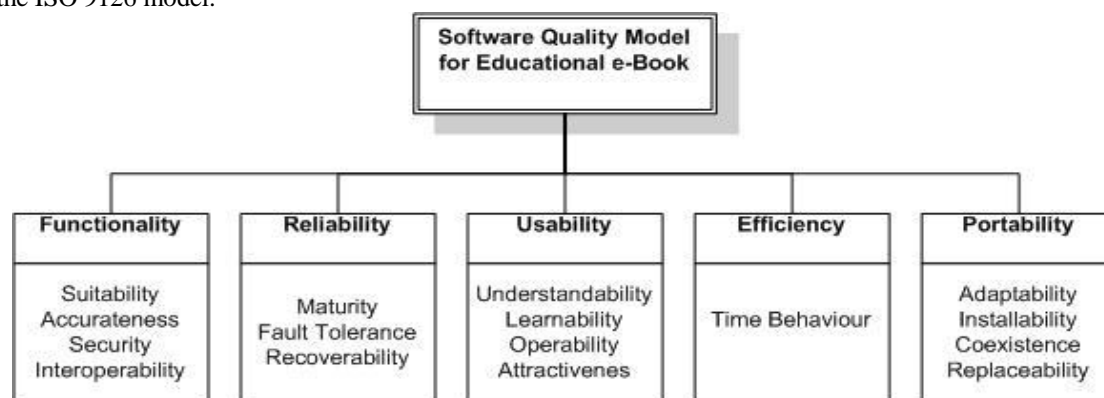 the ISO 9126 model.
Software Quality Model
for Educational e-Book
Functionality
Suitability
Accurateness
Security
Interoperability
Reliability
Maturity
Fault Tolerance
Recoverability
Usability
Understandability
Learnability
Operability
Attractivenes
Efficiency
Time Behaviour
Portability
Adaptability
Installability
Coexistence
Replaceability